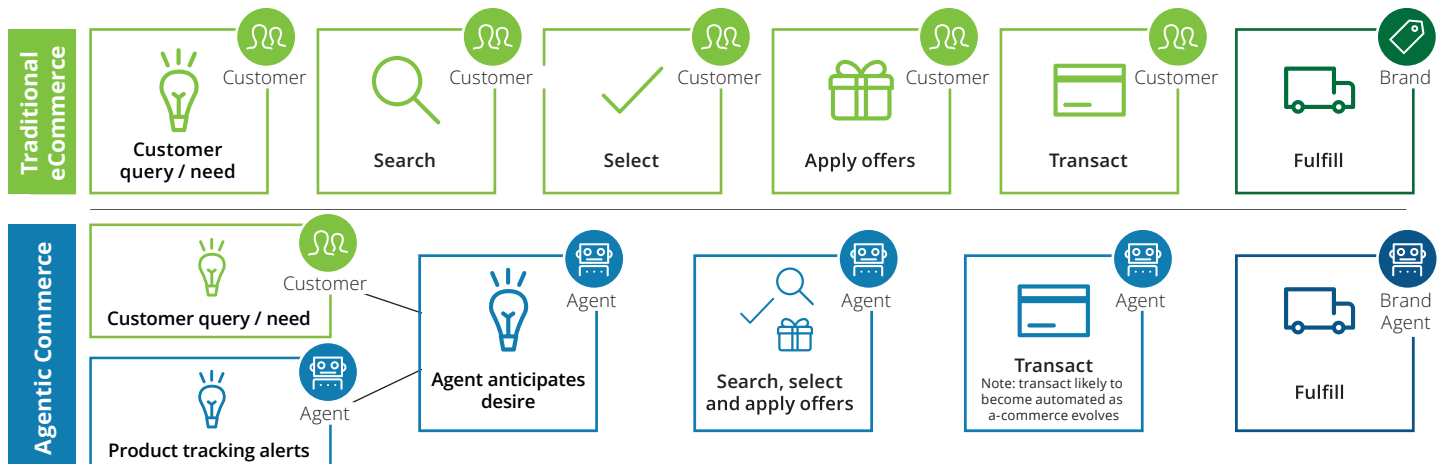 Traditional
eCommerce
Customer
Customer
query / need
Customer
Search
Customer
Select
Customer
Apply offers
Customer
Transact
Brand
Fulfill
Agentic Commerce
Customer
Customer query / need
Agent
Product tracking alerts
Agent
Agent anticipates
desire
Agent
Search, select
and apply offers
Agent
Transact
Note: transact likely to
become automated as
a-commerce evolves
Brand
Agent
Fulfill